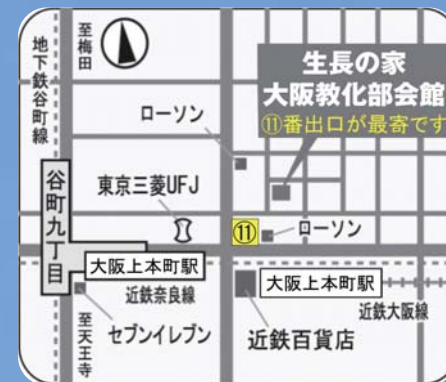 至梅田
地下鉄谷町線
生長の家
大阪教化部会館
⑪番出口が最寄です
ローソン
谷町九丁目
東京三菱UFJ
⑪
ローソン
大阪上本町駅
大阪上本町駅
近鉄奈良線
近鉄大阪線
セブンイレブン
近鉄百貨店
至天王寺